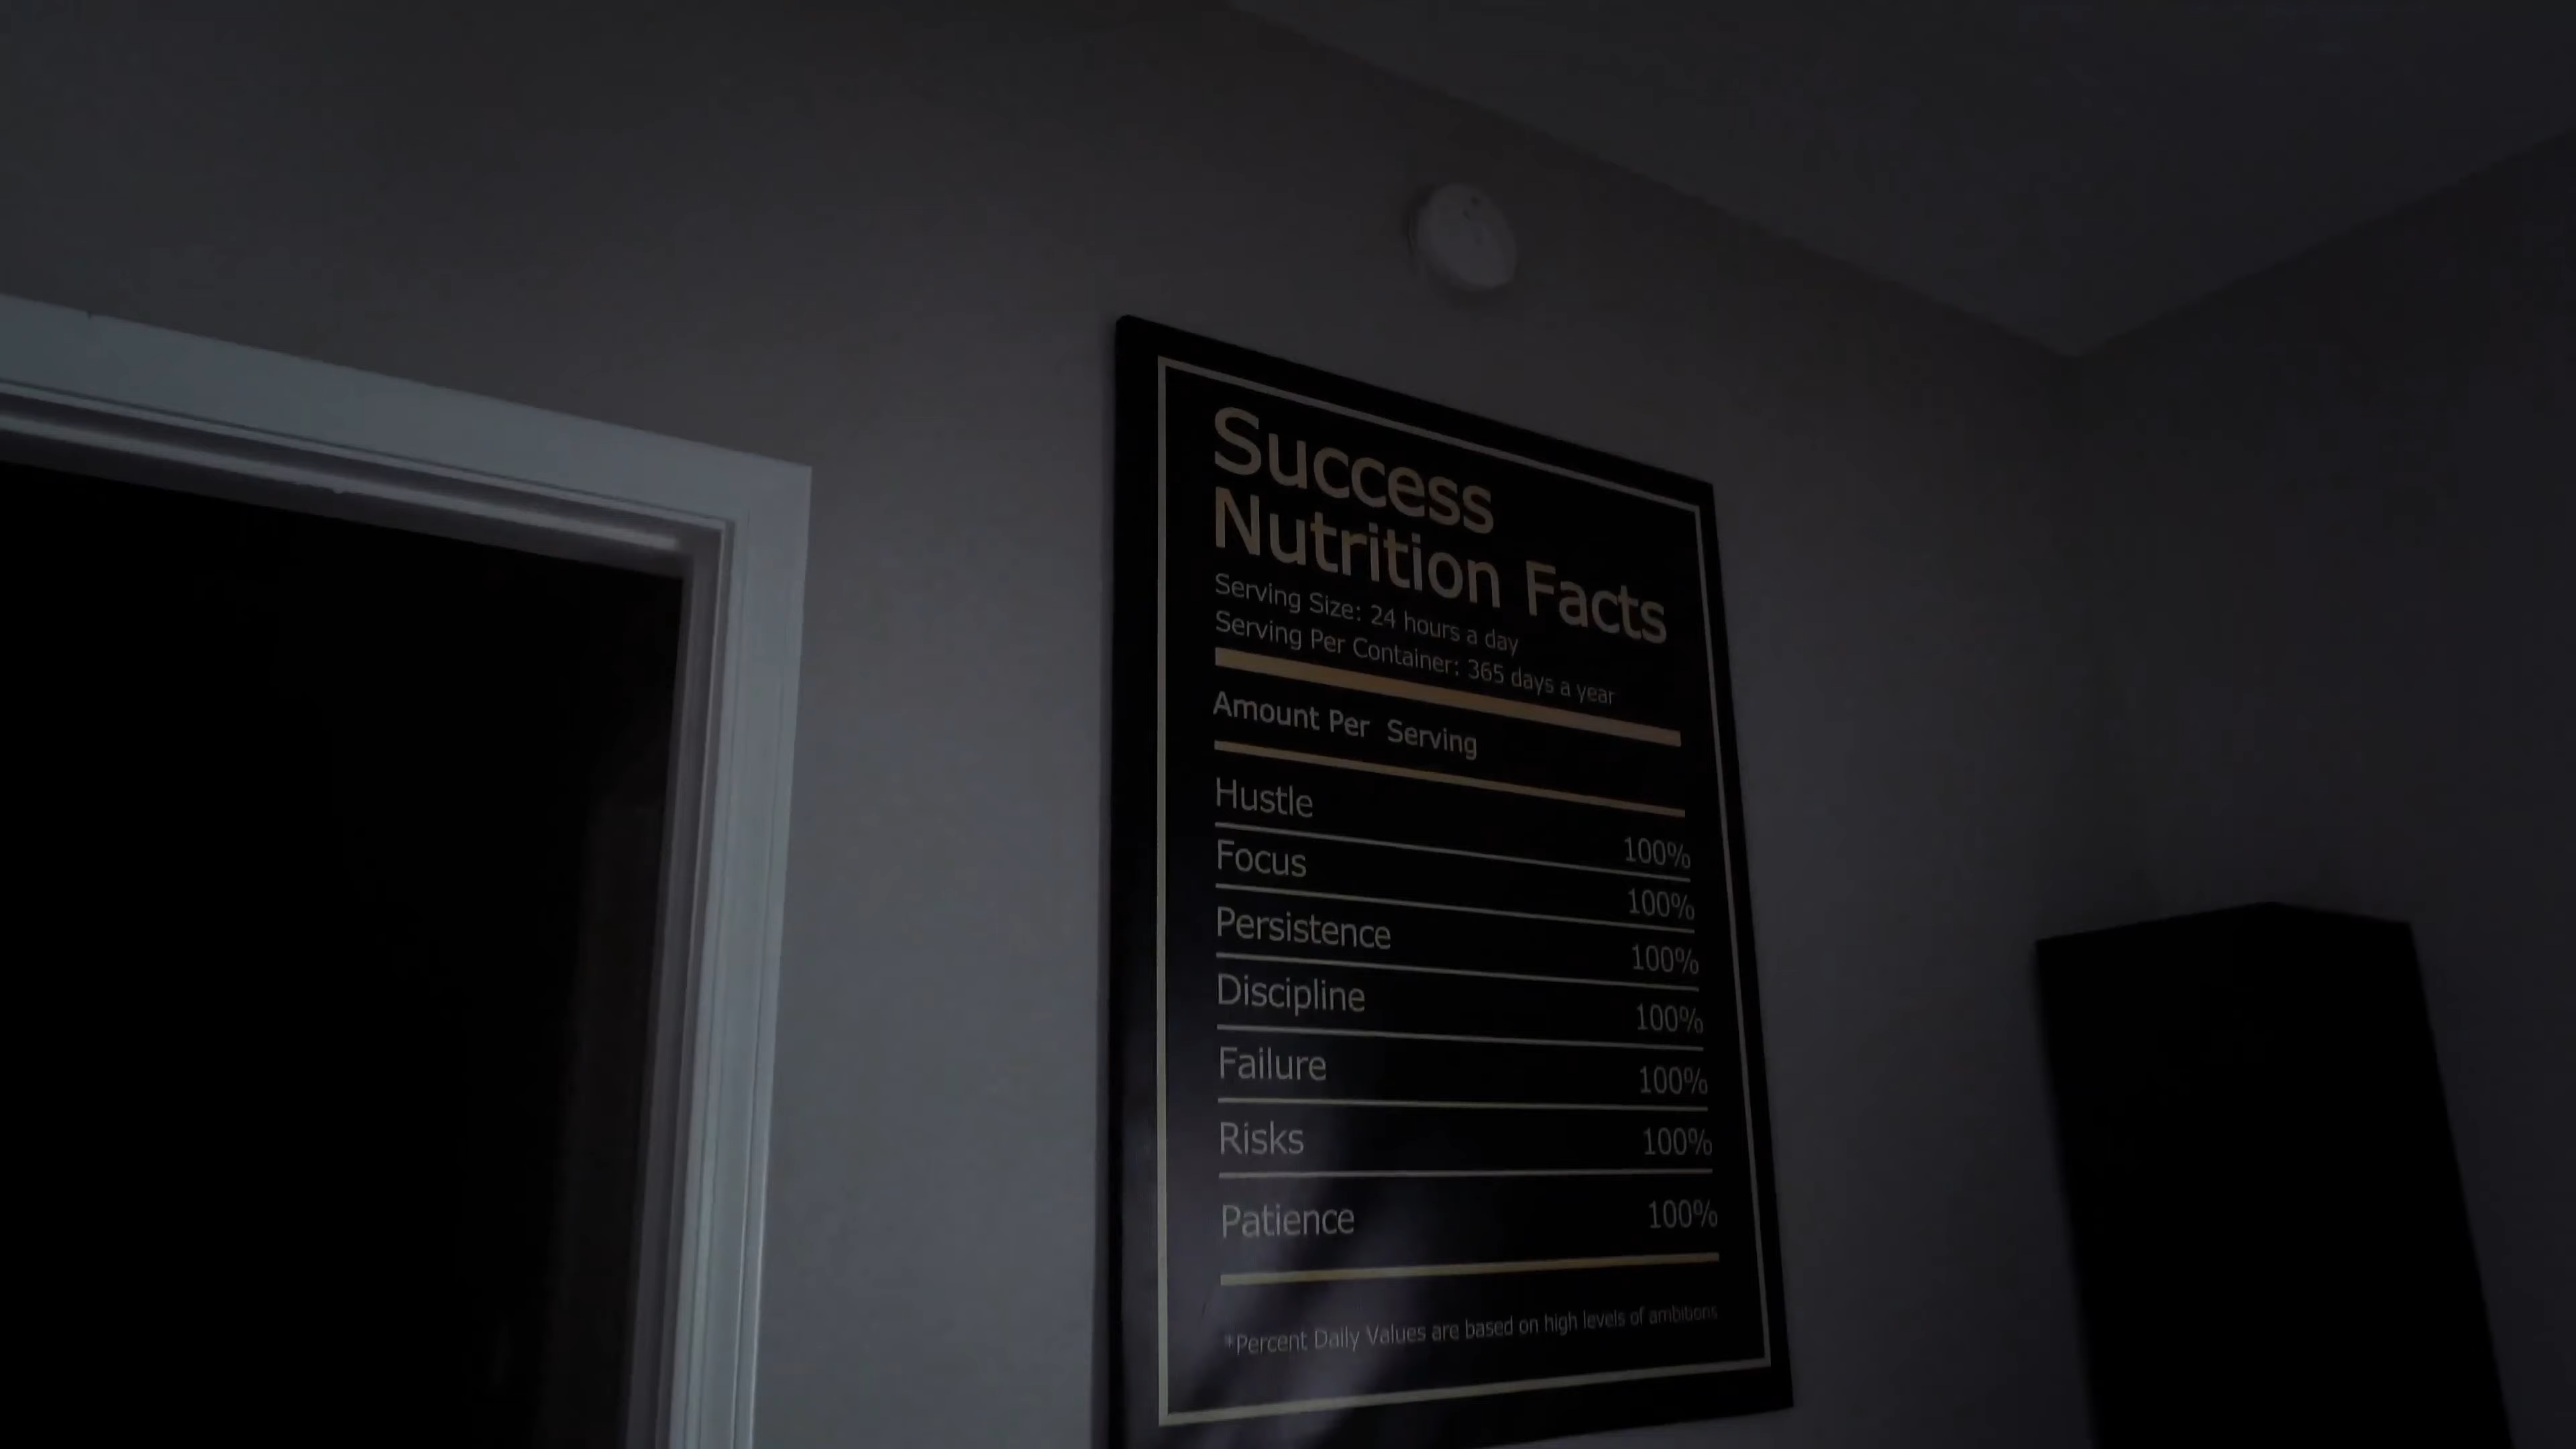 Success
Nutrition Facts
Serving Size: 24 hours a day
Serving Per Container: 365 days a year
Amount Per Serving
Hustle 100%
Focus 100%
Persistence 100%
Discipline 100%
Failure 100%
Risks 100%
Patience 100%
*Percent Daily Values are based on high levels of ambitions